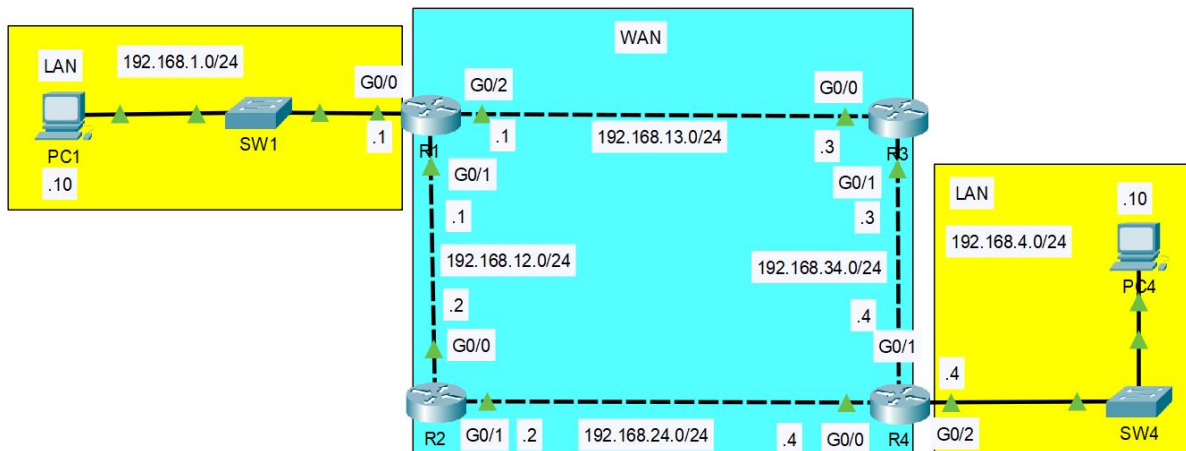 WAN
LAN
192.168.1.0/24
G0/0
G0/2
G0/0
PC1
SW1
.1
R1
.1
192.168.13.0/24
.3
R3
.10
G0/1
G0/1
LAN
.10
.1
.3
192.168.4.0/24
192.168.12.0/24
192.168.34.0/24
PC4
.2
.4
G0/0
G0/1
.4
R2
G0/1
.2
192.168.24.0/24
.4
G0/0
R4
G0/2
SW4